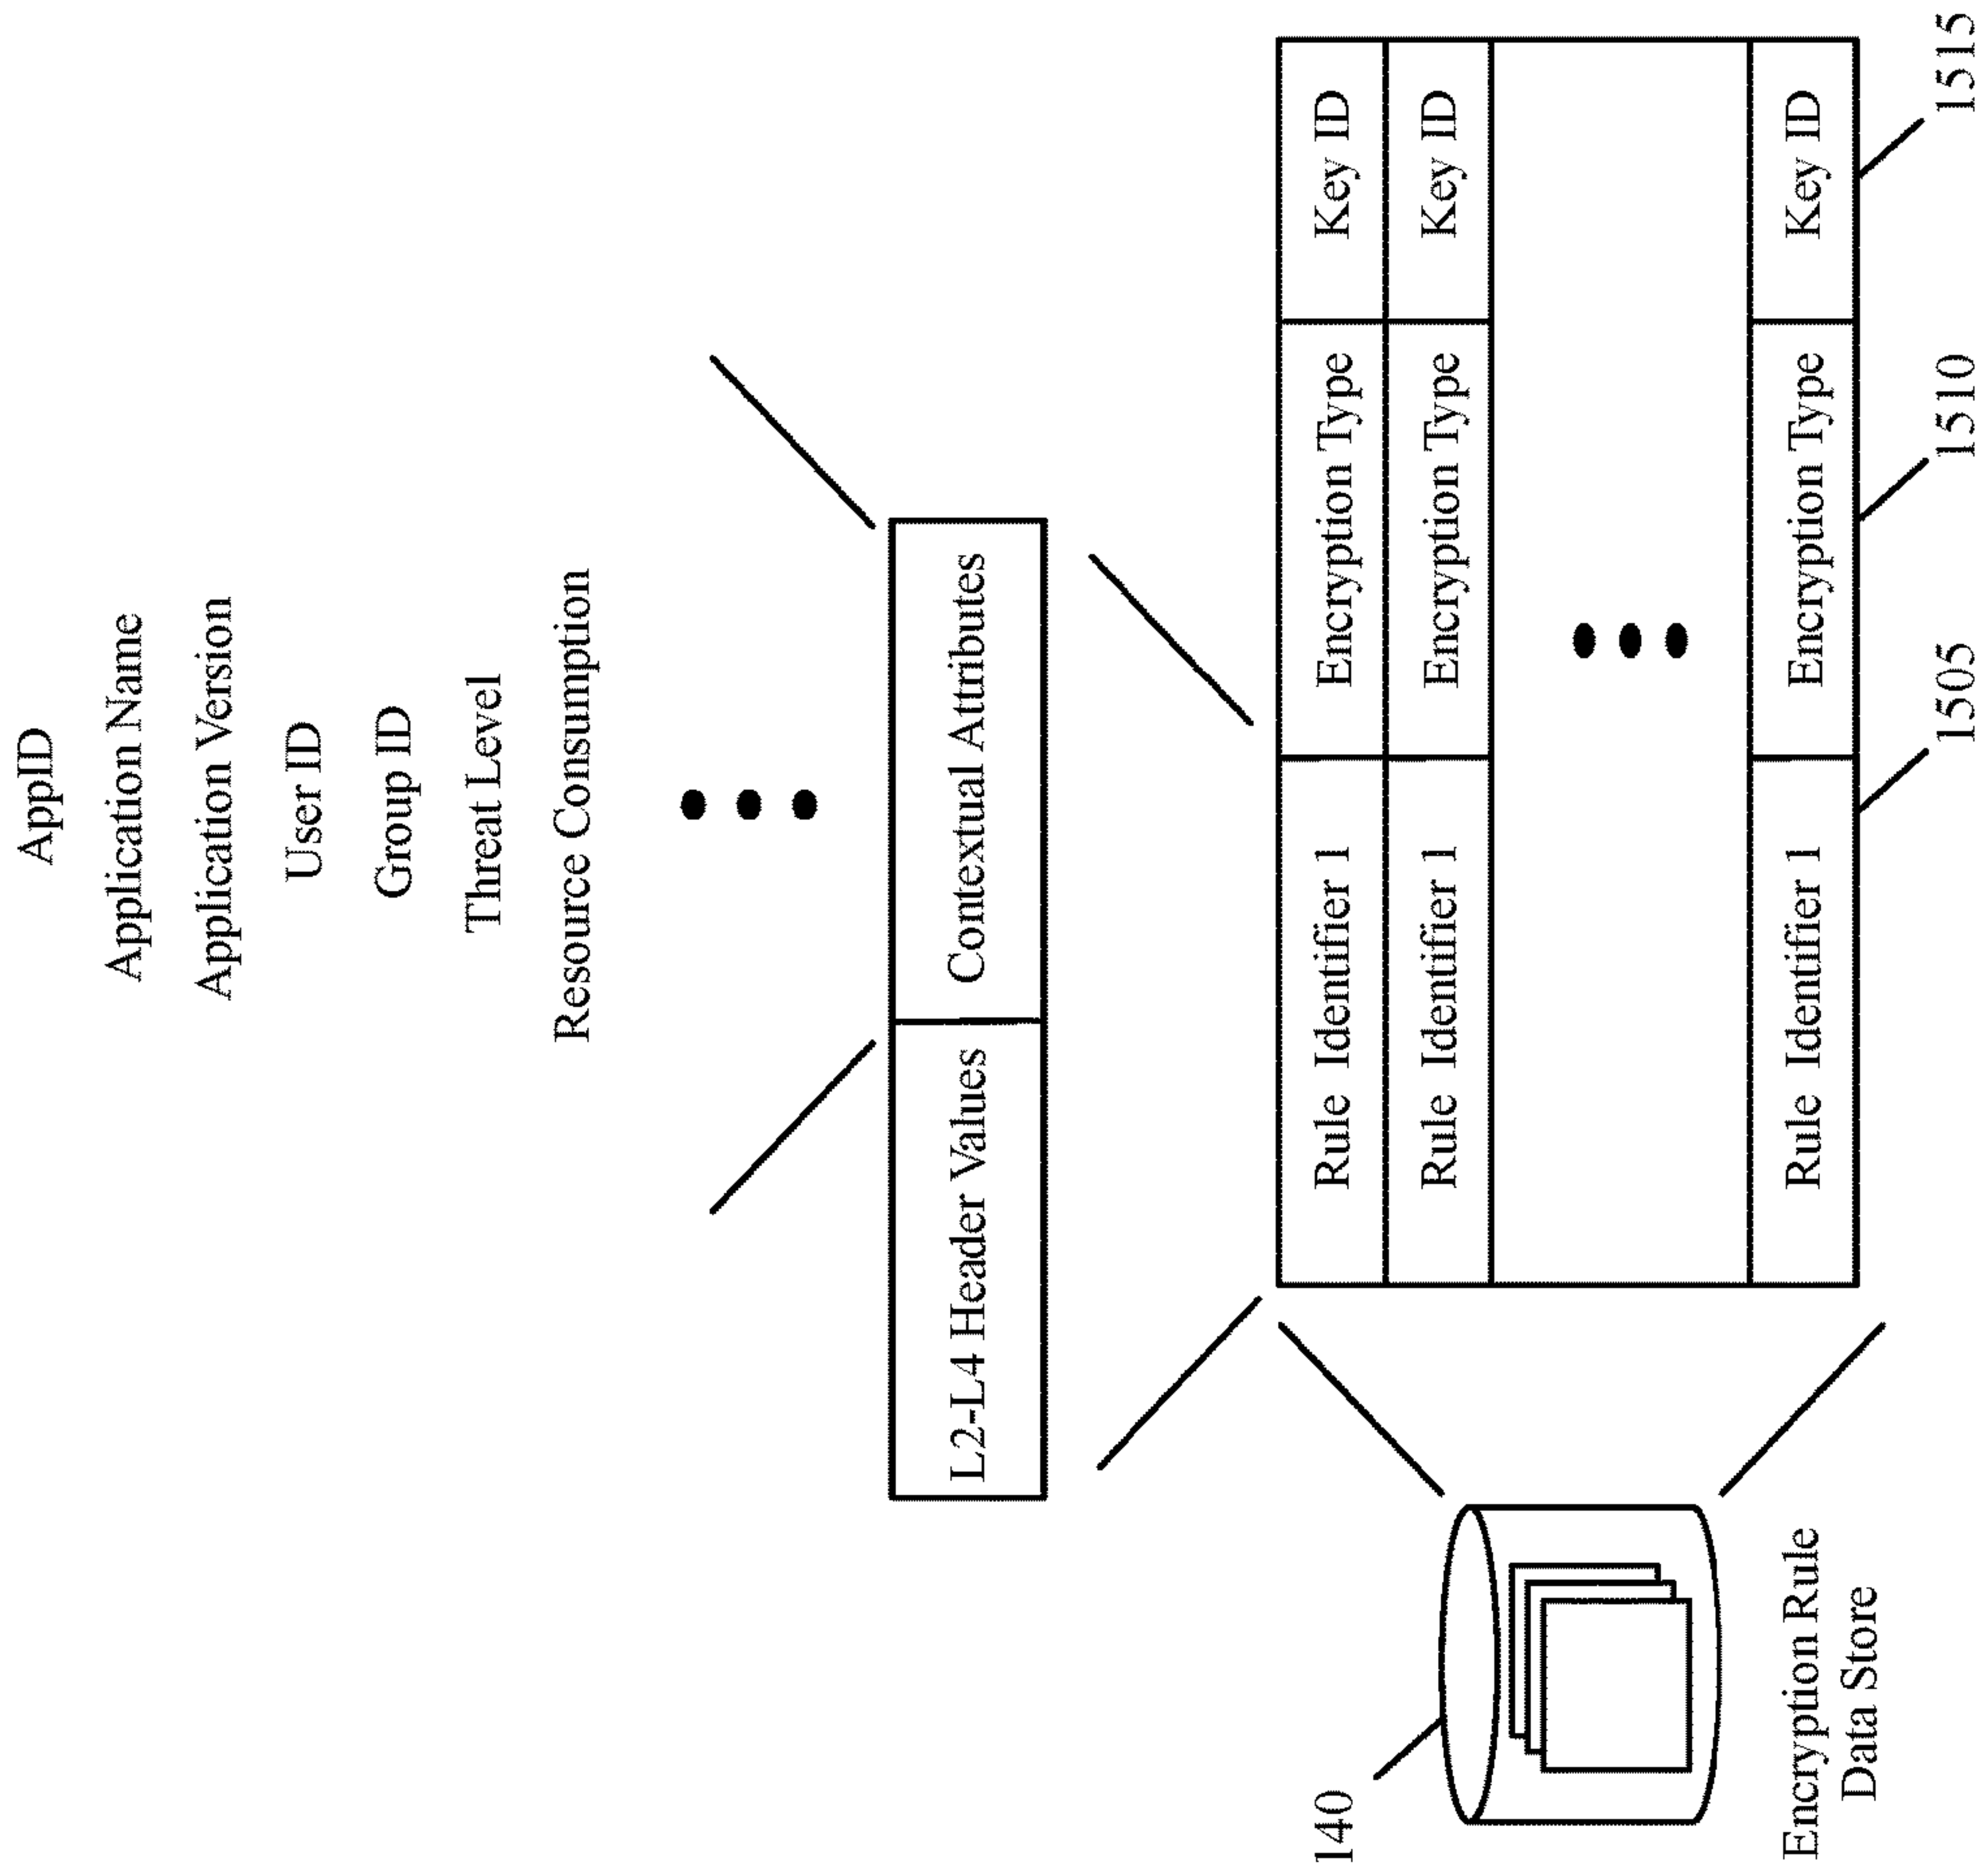 AppID
Application Name
Application Version
User ID
Group ID
Threat Level
Resource Consumption
L2-L4 Header Values
Contextual Attributes
Rule Identifier 1
Encryption Type
Key ID
Rule Identifier 1
Encryption Type
Key ID
Rule Identifier 1
Encryption Type
Key ID
140
Encryption Rule
Data Store
1505
1510
1515